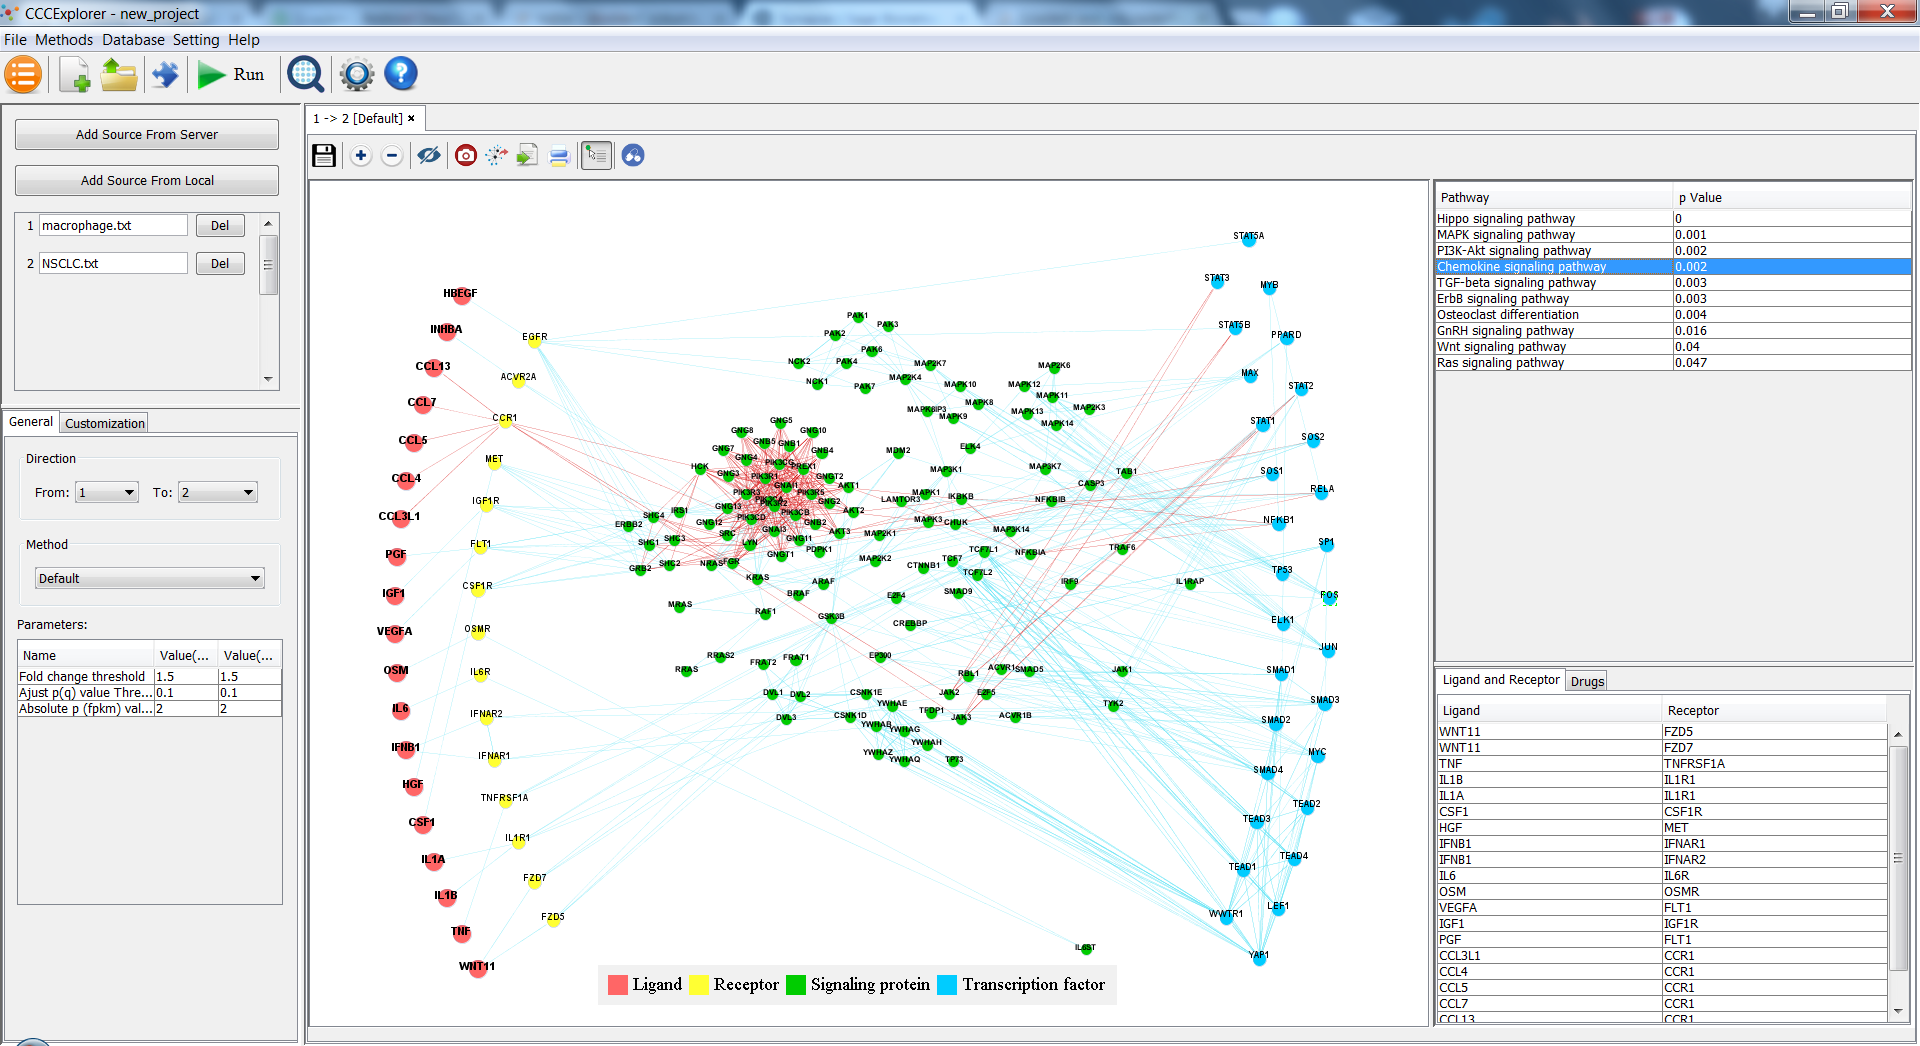 CCCExplorer - new_project
File Methods Database Setting Help
Run
Add Source From Server
Add Source From Local
1 macrophage.txt Del
2 NSCLC.txt Del
General Customization
Direction
From: 1 To: 2
Method
Default
Parameters:
Name Value(... Value(...
Fold change threshold 1.5 1.5
Ajust p(q) value Thre... 0.1 0.1
Absolute p (fpkm) val... 2 2
1 -> 2 [Default]
HBEGF
INHBA
CCL13
CCL7
CCL5
CCL4
CCL3L1
PGF
IGF1
VEGFA
OSM
IL6
IFNB1
HGF
CSF1
IL1A
IL1B
TNF
WNT11
EGFR
ACVR2A
CCR1
MET
IGF1R
FLT1
CSF1R
OSMR
IL6R
IFNAR2
IFNAR1
TNFRSF1A
IL1R1
FZD7
FZD5
PAK1
PAK3
PAK2
PAK6
NCK2
PAK4
NCK1
PAK7
MAP2K7
MAP2K4
MAPK10
MAPK8IP3
MAPK8
MAPK9
MAP2K6
MAPK12
MAPK11
MAPK13
MAP2K3
MAPK14
GNG5
GNG8
GNG10
GNB5
GNB1
GNG7
GNB4
GNG4
PIK3CG
HCK
PREX1
GNG3
PIK3R1
GNGT2
GNAI1
AKT1
PIK3R3
PIK3R5
PIK3R2
GNG2
GNG13
PIK3CB
AKT2
PIK3CD
GNG12
GNB2
SRC
GNAI3
AKT3
GNG11
LYN
PDPK1
GNGT1
FGR
NRAS
KRAS
IRS1
SHC4
ERBB2
SHC1
SHC3
SHC2
GRB2
MDM2
ELK4
MAP3K1
MAP3K7
TAB1
CASP3
MAPK1
LAMTOR3
IKBKB
NFKBIB
MAPK3
CHUK
MAP3K14
MAP2K1
MAP2K2
TCF7L1
TCF7
NFKBIA
CTNNB1
TCF7L2
TRAF6
ARAF
BRAF
E2F4
SMAD9
IRF9
IL1RAP
MRAS
RAF1
GSK3B
CREBBP
RRAS2
RRAS
FRAT2
FRAT1
EP300
RBL1
ACVR1
SMAD5
JAK1
DVL1
DVL2
DVL3
CSNK1E
CSNK1D
YWHAE
YWHAB
YWHAG
YWHAH
YWHAZ
YWHAQ
TP73
JAK2
E2F5
TFDP1
JAK3
ACVR1B
TYK2
IL6ST
STAT5A
STAT3
MYB
STAT5B
PPARD
MAX
STAT2
STAT1
SOS2
SOS1
RELA
NFKB1
SP1
TP53
FOS
ELK1
JUN
SMAD1
SMAD3
SMAD2
MYC
SMAD4
TEAD2
TEAD3
TEAD4
TEAD1
LEF1
WWTR1
YAP1
Ligand Receptor Signaling protein Transcription factor
Pathway p Value
Hippo signaling pathway 0
MAPK signaling pathway 0.001
PI3K-Akt signaling pathway 0.002
Chemokine signaling pathway 0.002
TGF-beta signaling pathway 0.003
ErbB signaling pathway 0.003
Osteoclast differentiation 0.004
GnRH signaling pathway 0.016
Wnt signaling pathway 0.04
Ras signaling pathway 0.047
Ligand and Receptor Drugs
Ligand Receptor
WNT11 FZD5
WNT11 FZD7
TNF TNFRSF1A
IL1B IL1R1
IL1A IL1R1
CSF1 CSF1R
HGF MET
IFNB1 IFNAR1
IFNB1 IFNAR2
IL6 IL6R
OSM OSMR
VEGFA FLT1
IGF1 IGF1R
PGF FLT1
CCL3L1 CCR1
CCL4 CCR1
CCL5 CCR1
CCL7 CCR1
CCL13 CCR1